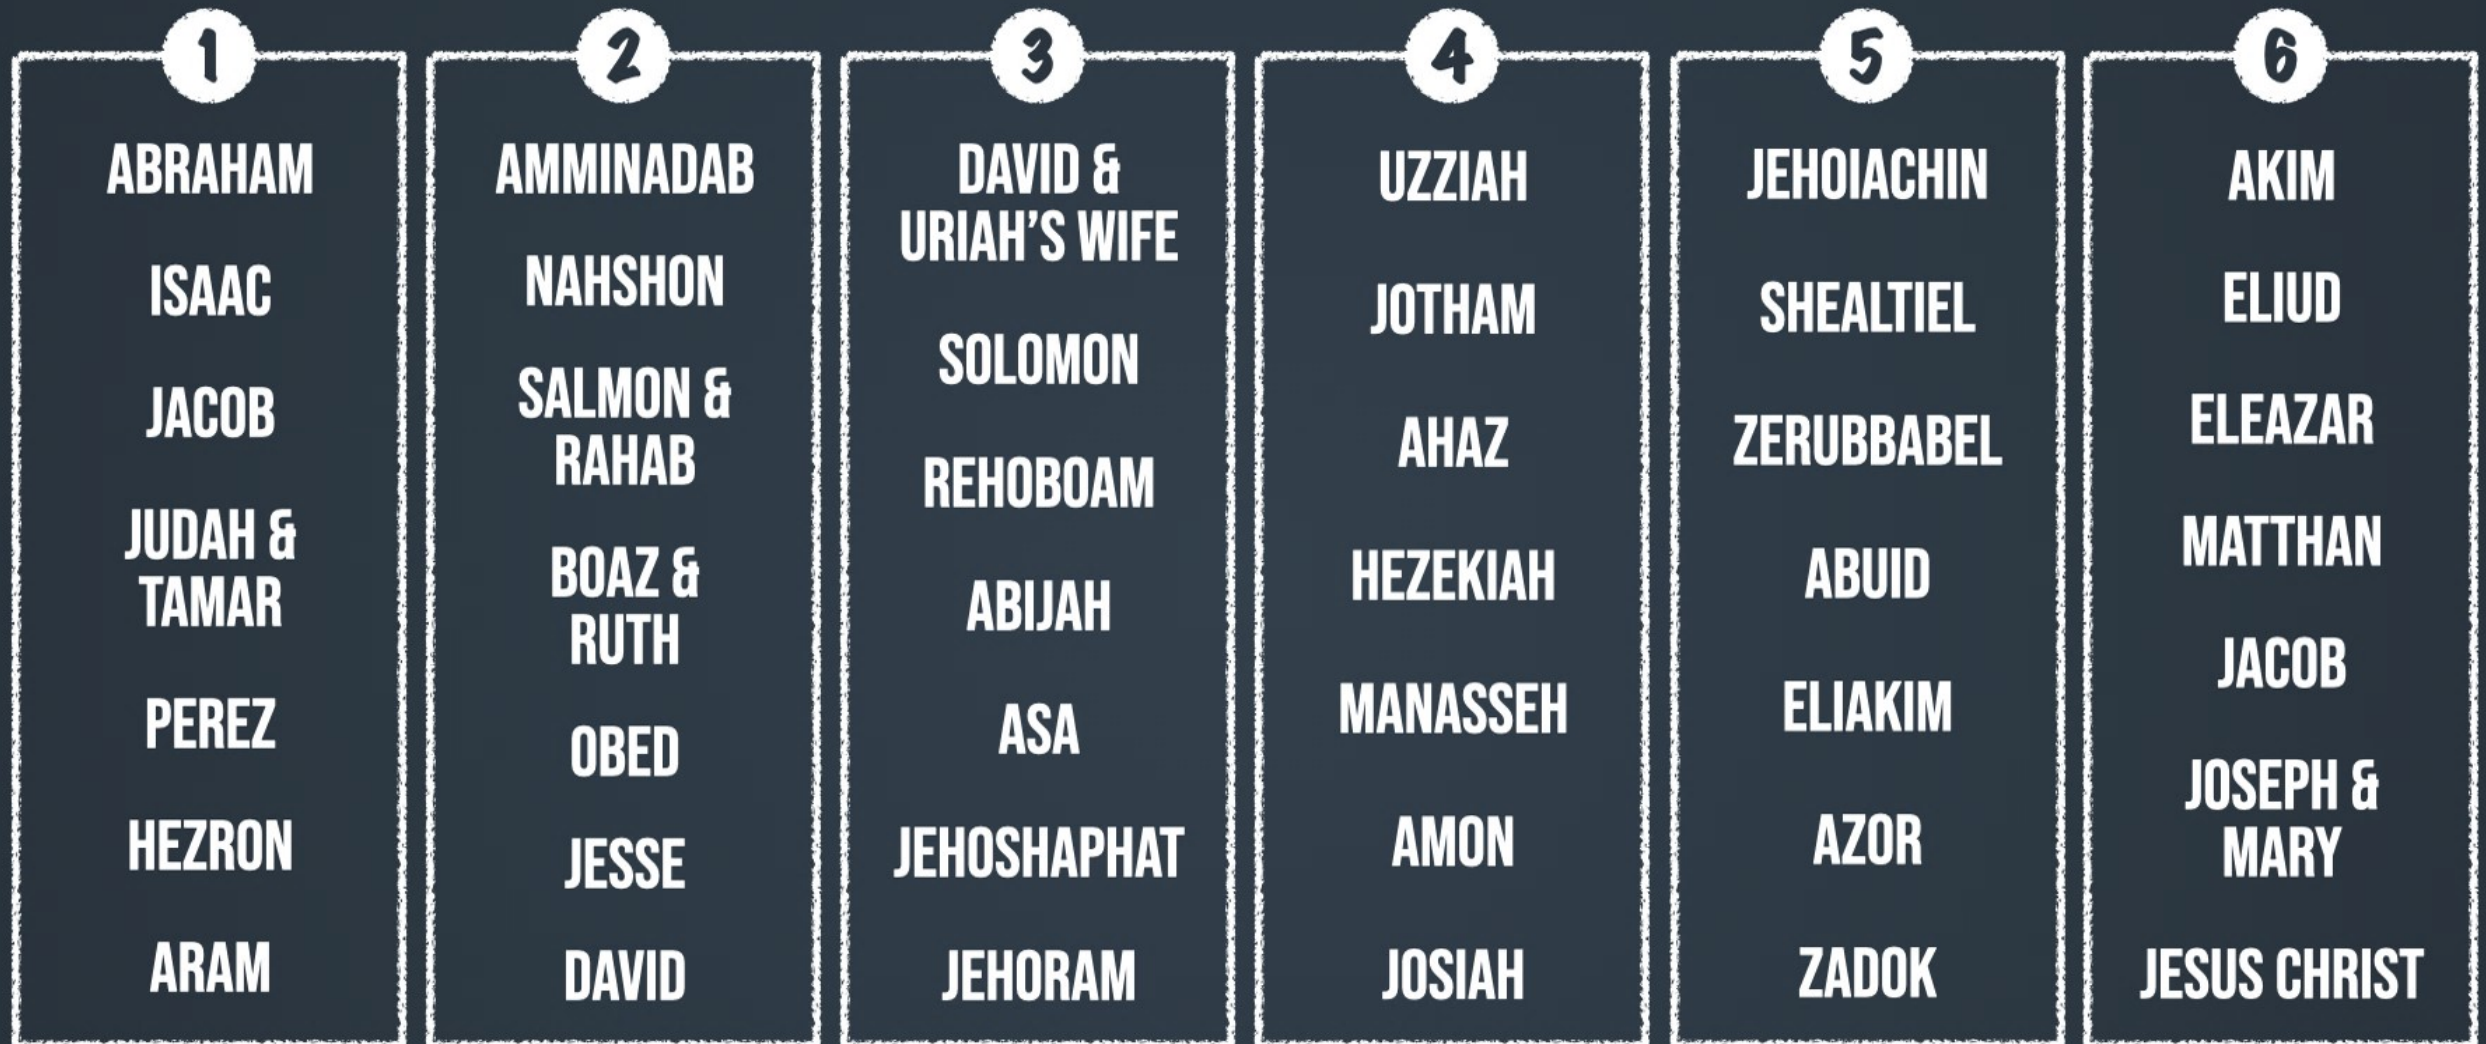 1
ABRAHAM
ISAAC
JACOB
JUDAH &
TAMAR
PEREZ
HEZRON
ARAM
2
AMMINADAB
NAHSHON
SALMON &
RAHAB
BOAZ &
RUTH
OBED
JESSE
DAVID
3
DAVID &
URIAH'S WIFE
SOLOMON
REHOBOAM
ABIJAH
ASA
JEHOSHAPHAT
JEHORAM
4
UZZIAH
JOTHAM
AHAZ
HEZEKIAH
MANASSEH
AMON
JOSIAH
5
JEHOIACHIN
SHEALTIEL
ZERUBBABEL
ABUID
ELIAKIM
AZOR
ZADOK
6
AKIM
ELIUD
ELEAZAR
MATTHAN
JACOB
JOSEPH &
MARY
JESUS CHRIST